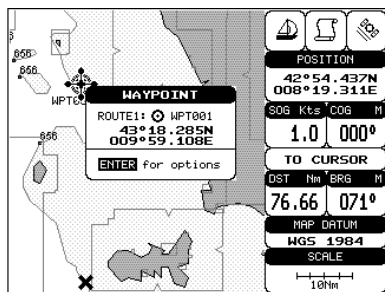 656
656
WPT0
WAYPOINT
ROUTE1: WPT001
43°18.285N
009°59.108E
ENTER for options
656
POSITION
42°54.437N
008°19.311E
SOG Kts COG M
1.0 000°
TO CURSOR
DST Nm BRG M
76.66 071°
MAP DATUM
WGS 1984
SCALE
10Nm